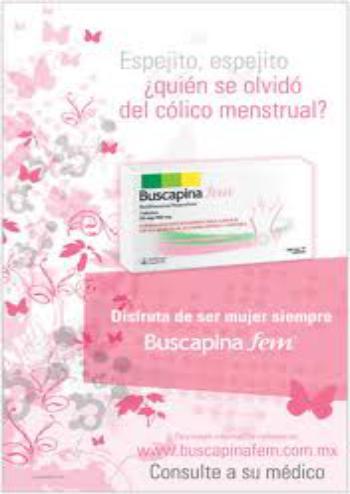 Espejito, espejito
¿quién se olvidó
del cólico menstrual?
Buscapina fem
Disfruta de ser mujer siempre
Buscapina fem
www.buscapinafem.com.mx
Consulte a su médico